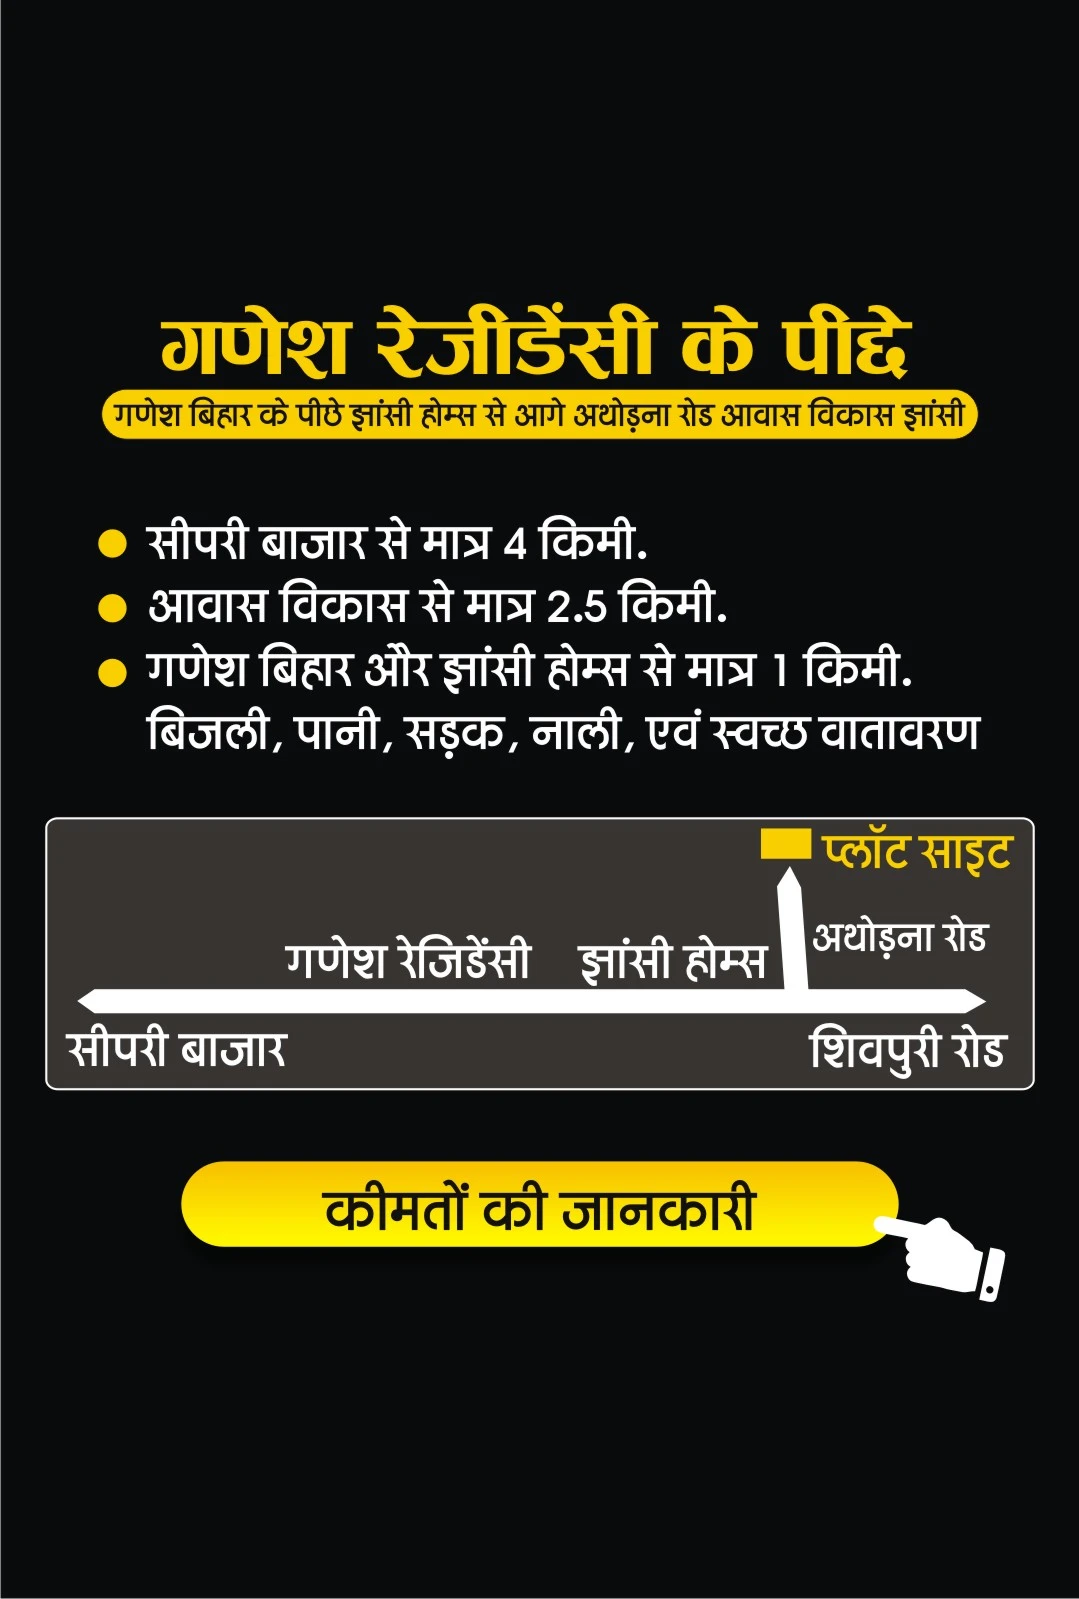 गणेश रेजीडेंसी के पीद्दे
गणेश बिहार के पीछे झांसी होम्स से आगे अथोड़ना रोड आवास विकास झांसी
सीपरी बाजार से मात्र 4 किमी.
आवास विकास से मात्र 2.5 किमी.
गणेश बिहार और झांसी होम्स से मात्र 1 किमी.
बिजली, पानी, सड़क, नाली, एवं स्वच्छ वातावरण
प्लॉट साइट
अथोड़ना रोड
गणेश रेजिडेंसी झांसी होम्स
सीपरी बाजार शिवपुरी रोड
कीमतों की जानकारी